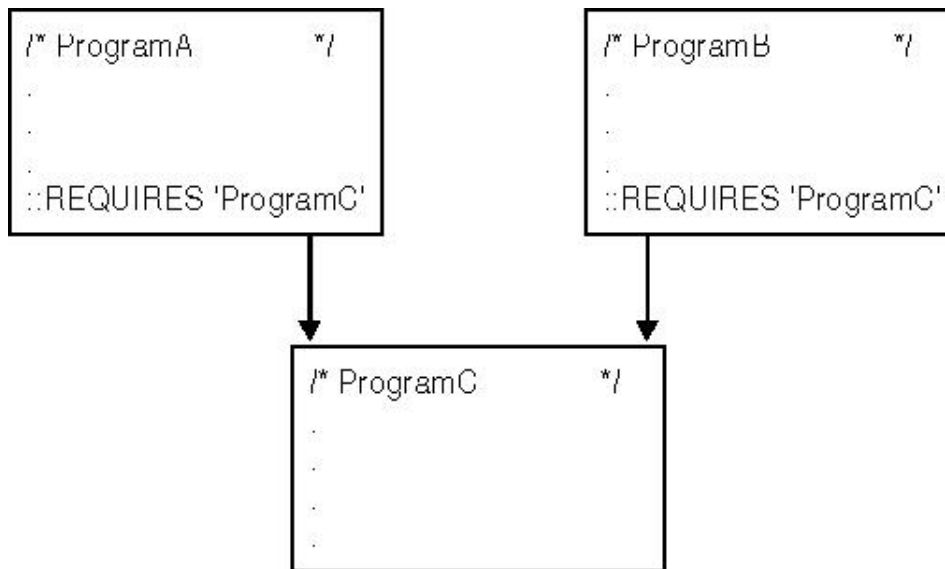 /* ProgramA */
.
.
.
::REQUIRES 'ProgramC'
/* ProgramB */
.
.
.
::REQUIRES 'ProgramC'
/* ProgramC */
.
.
.
.